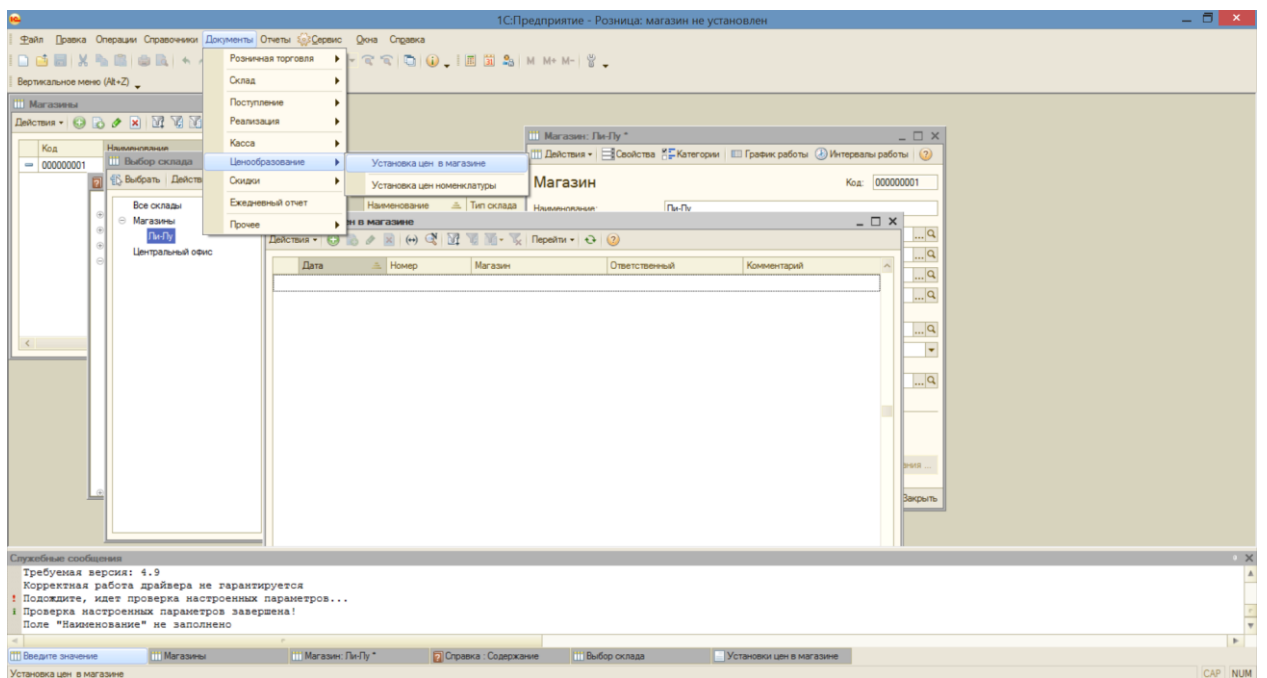 1С:Предприятие - Розница: магазин не установлен
Файл Правка Операции Справочники Документы Отчеты Сервис Окна Справка
M M+ M-
Вертикальное меню (Alt+Z)
Розничная торговля
Склад
Поступление
Реализация
Касса
Ценообразование
Скидки
Ежедневный отчет
Прочее
Установка цен в магазине
Установка цен номенклатуры
Магазины
Действия
Код Наименование
000000001
Выбор склада
Выбрать
Все склады
Магазины
Пи-Пу
Центральный офис
Наименование Тип склада
Магазин: Пи-Пу *
Действия Свойства Категории График работы Интервалы работы
Магазин Код: 000000001
Наименование: Пи-Пу
в магазине
Действия Перейти
Дата Номер Магазин Ответственный Комментарий
Закрыть
Служебные сообщения
Требуемая версия: 4.9
Корректная работа драйвера не гарантируется
Подождите, идет проверка настроенных параметров...
Проверка настроенных параметров завершена!
Поле "Наименование" не заполнено
Введите значение Магазины Магазин: Пи-Пу * Справка : Содержание Выбор склада Установки цен в магазине
Установка цен в магазине CAP NUM